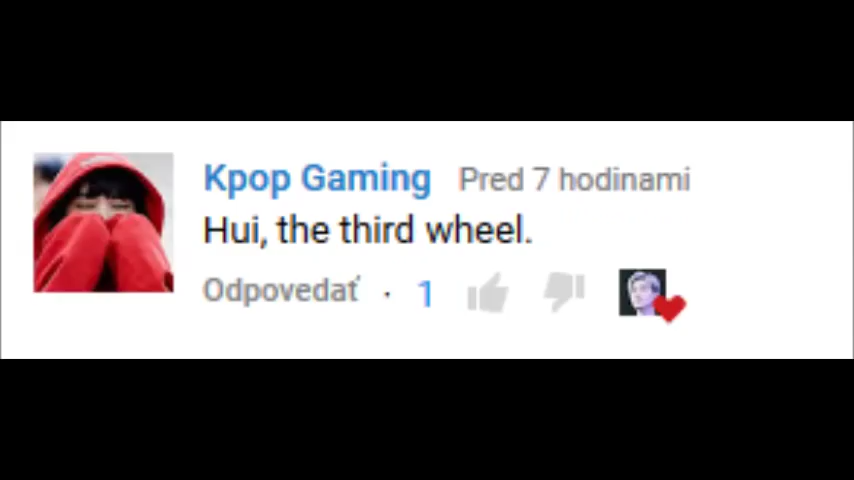 Kpop Gaming Pred 7 hodinami
Hui, the third wheel.
Odpovedať · 1